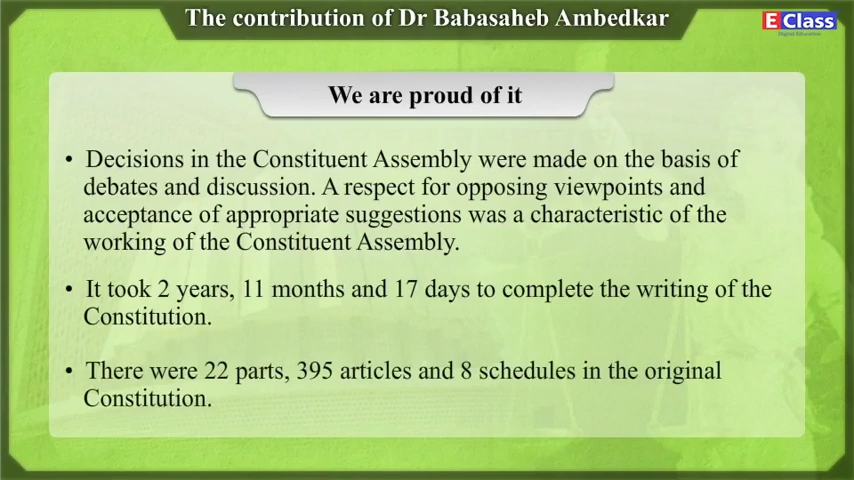 The contribution of Dr Babasaheb Ambedkar
E Class
Digital Education
We are proud of it
• Decisions in the Constituent Assembly were made on the basis of
debates and discussion. A respect for opposing viewpoints and
acceptance of appropriate suggestions was a characteristic of the
working of the Constituent Assembly.
• It took 2 years, 11 months and 17 days to complete the writing of the
Constitution.
• There were 22 parts, 395 articles and 8 schedules in the original
Constitution.